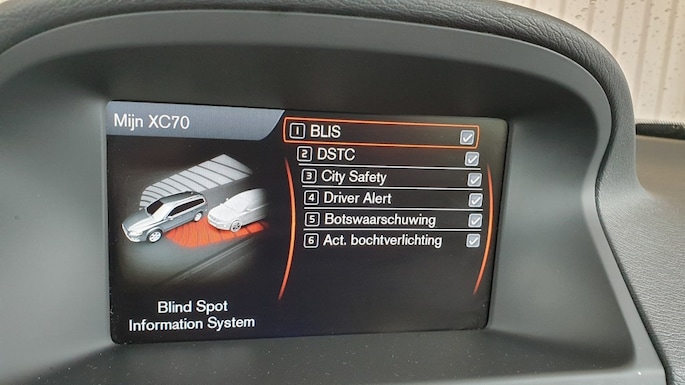 Mijn XC70
1 BLIS
2 DSTC
3 City Safety
4 Driver Alert
5 Botswaarschuwing
6 Act. bochtverlichting
Blind Spot
Information System